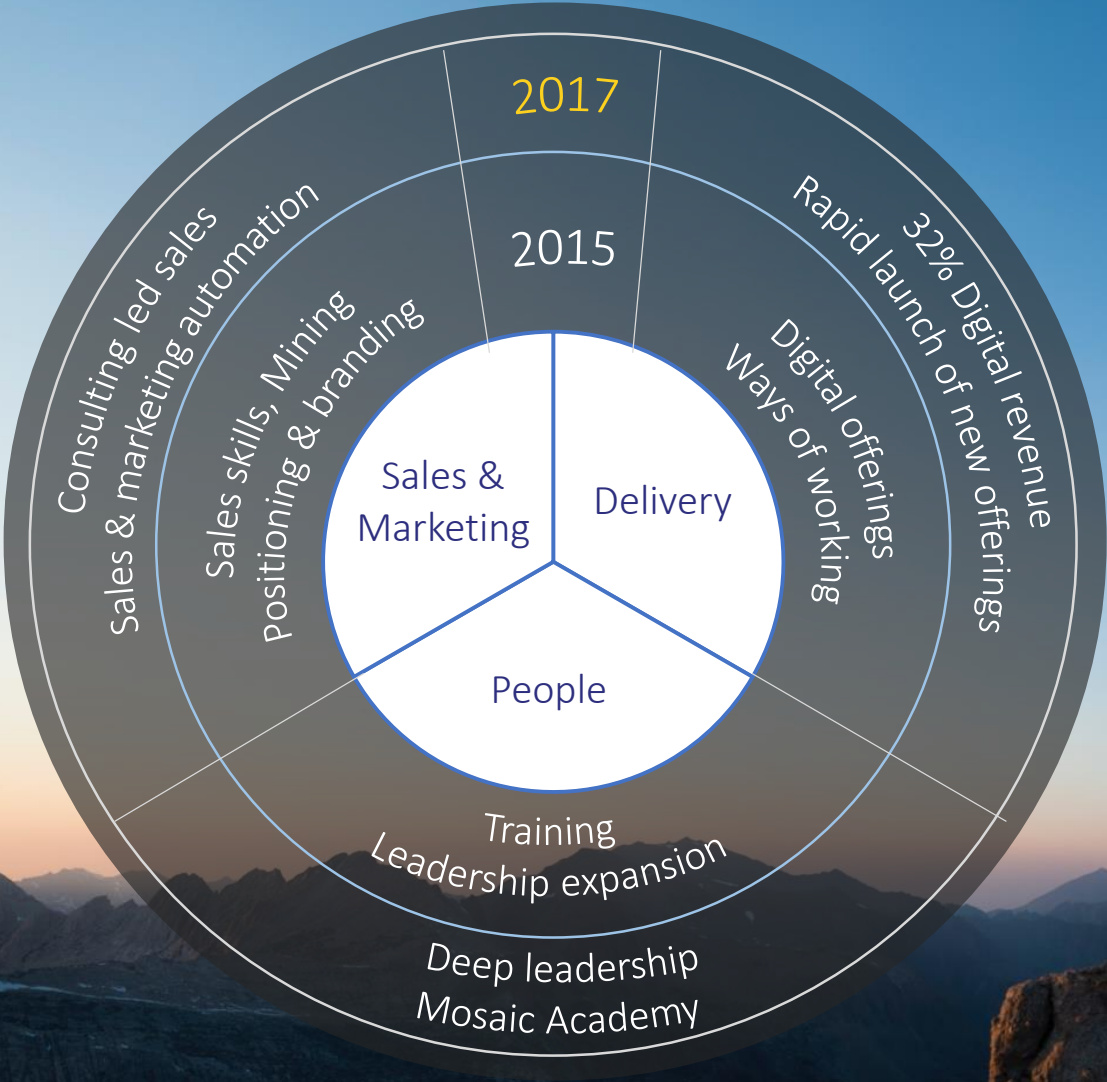 2017
2015
Consulting led sales
Sales & marketing automation
Sales skills, Mining
Positioning & branding
Sales &
Marketing
Delivery
People
Digital offerings
Ways of working
32% Digital revenue
Rapid launch of new offerings
Training
Leadership expansion
Deep leadership
Mosaic Academy